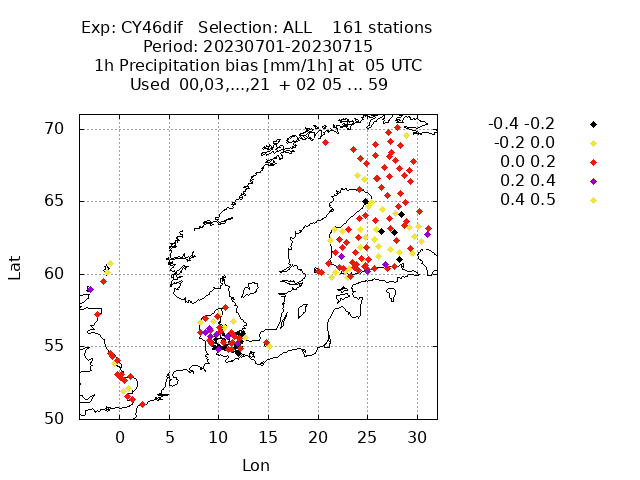 Exp: CY46dif   Selection: ALL    161 stations
Period: 20230701-20230715
1h Precipitation bias [mm/1h] at  05 UTC
Used  00,03,...,21  + 02 05 ... 59
-0.4 -0.2
-0.2 0.0
0.0 0.2
0.2 0.4
0.4 0.5
70
65
60
55
50
Lat
0 5 10 15 20 25 30
Lon